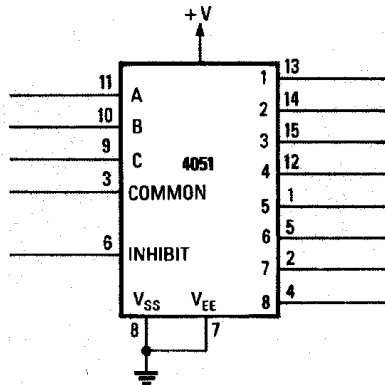 +V
11 A
10 B
9 C
3 COMMON
6 INHIBIT
4051
1 13
2 14
3 15
4 12
5 1
6 5
7 2
8 4
VSS VEE
8 7